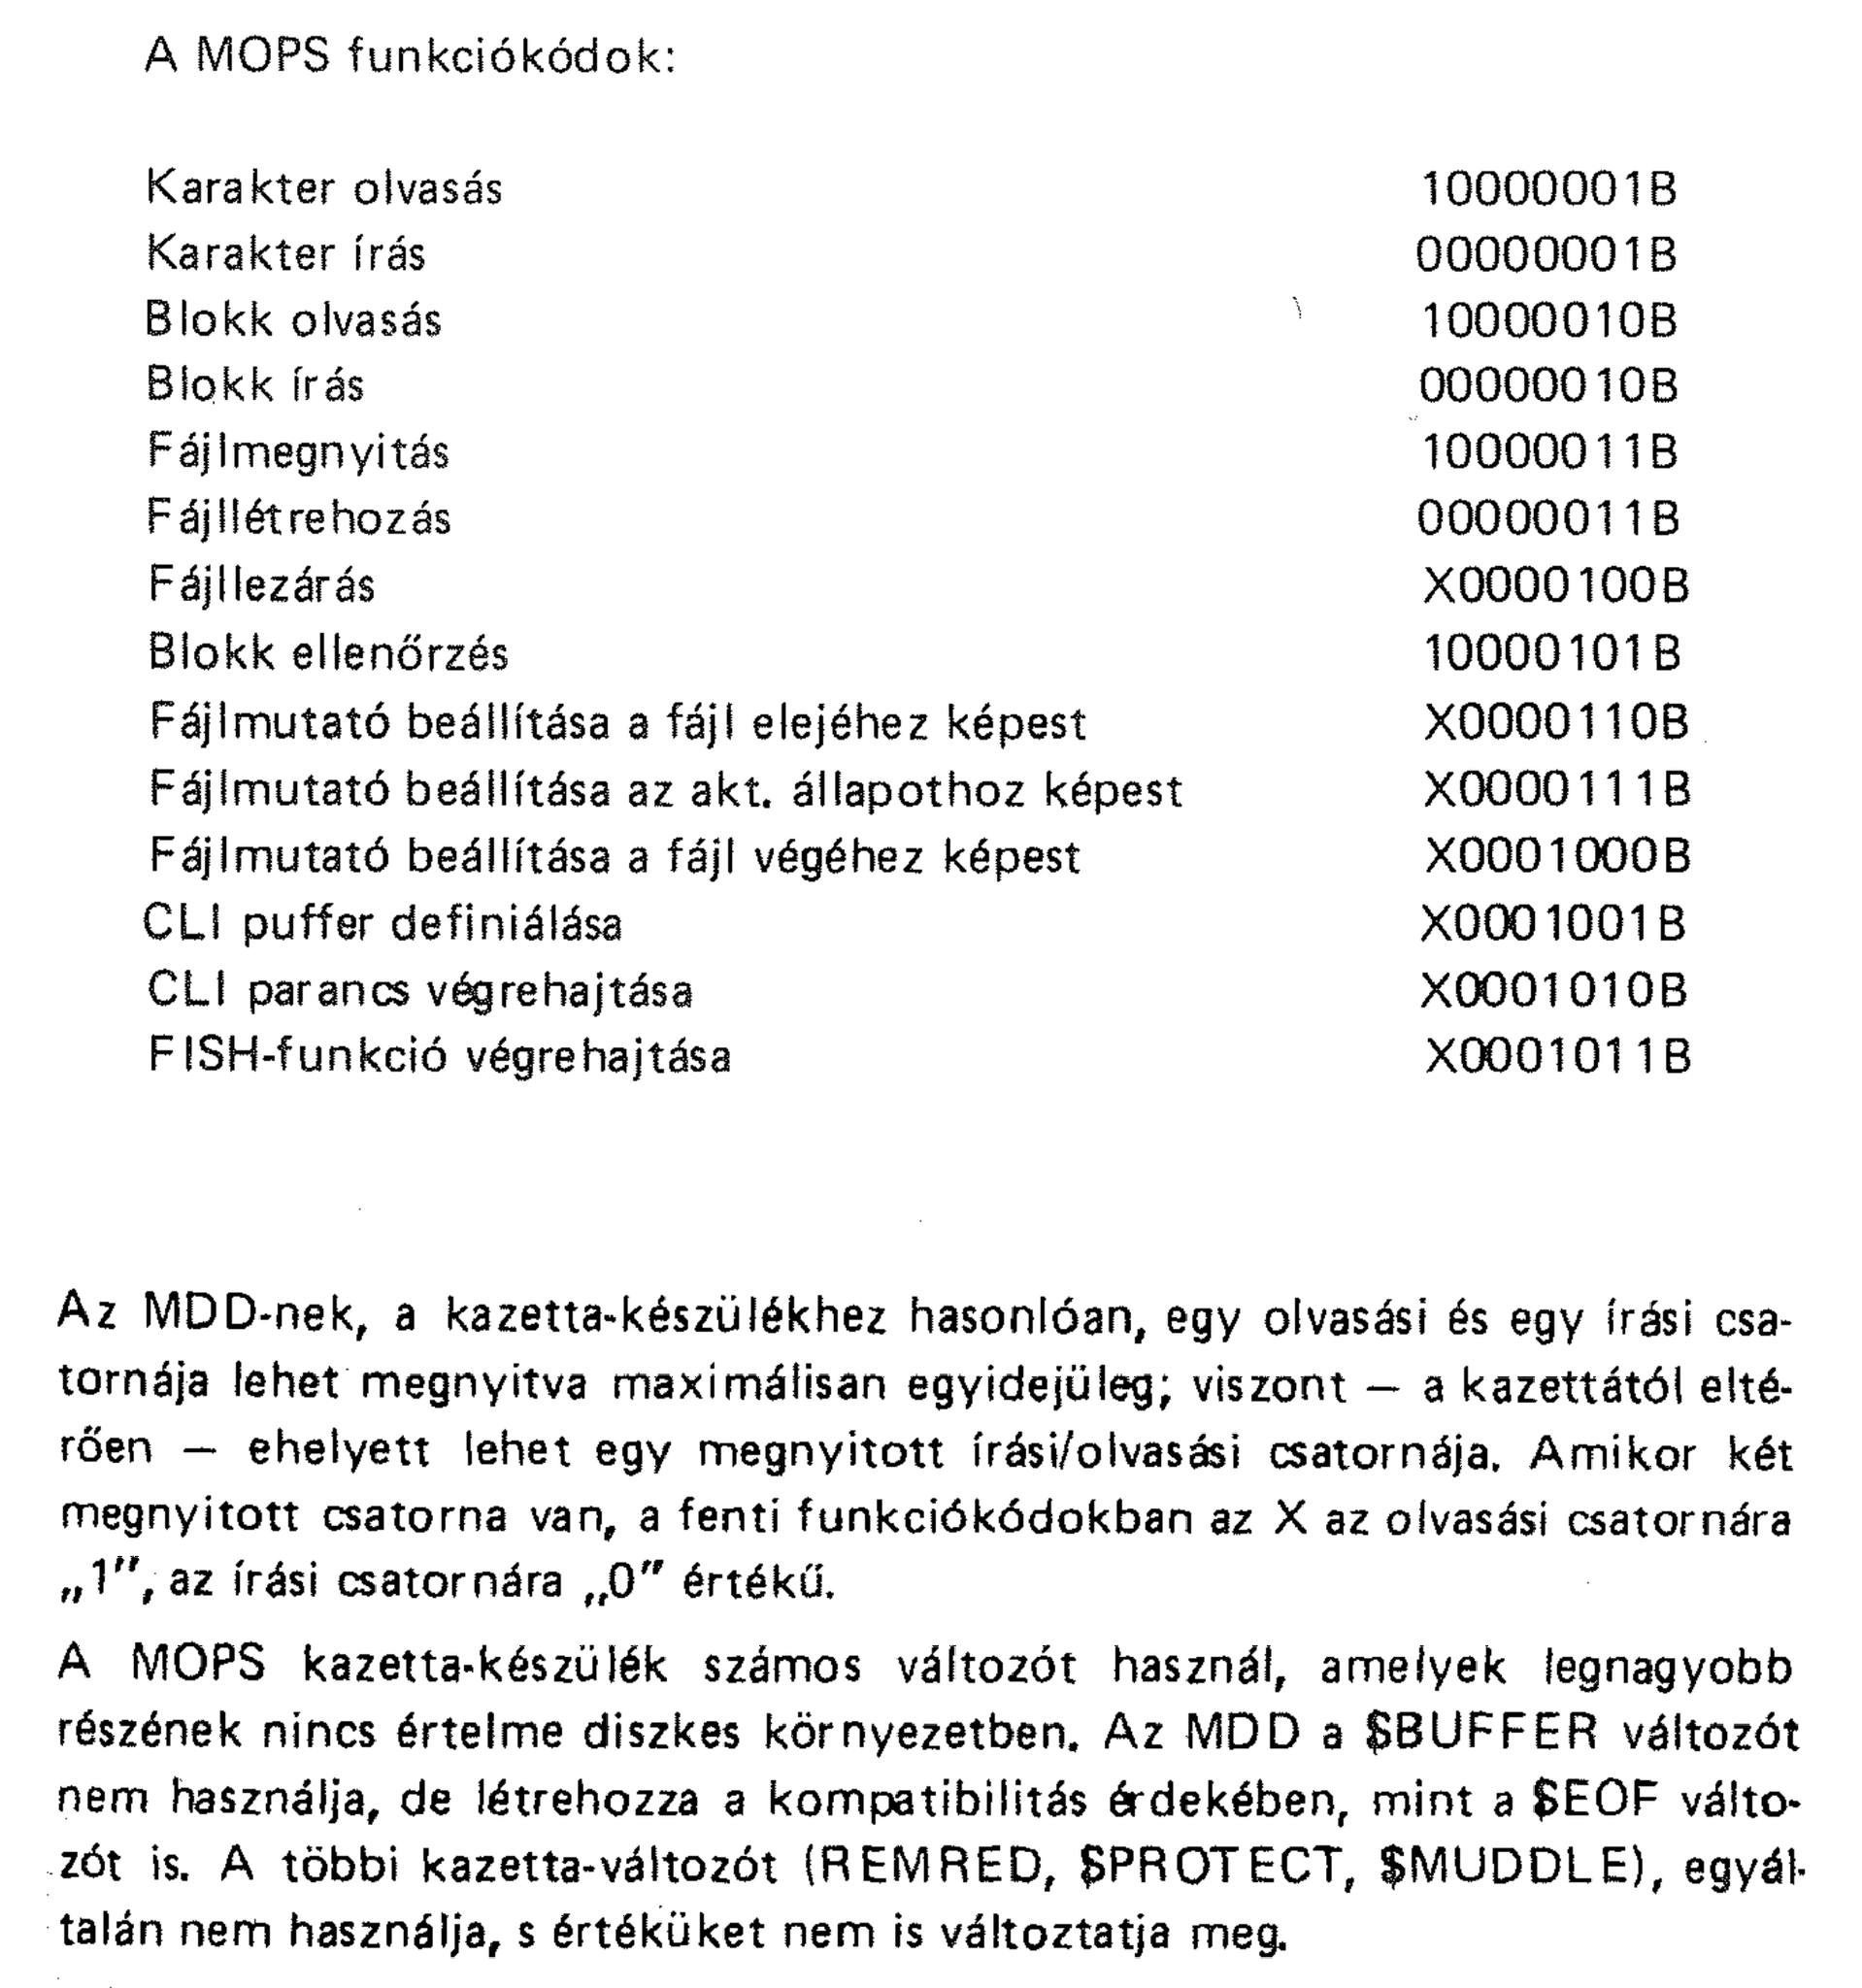 A MOPS funkciókódok:
Karakter olvasás 10000001B
Karakter írás 00000001B
Blokk olvasás 10000010B
Blokk írás 00000010B
Fájlmegnyitás 10000011B
Fájllétrehozás 00000011B
Fájllezárás X0000100B
Blokk ellenőrzés 10000101B
Fájlmutató beállítása a fájl elejéhez képest X0000110B
Fájlmutató beállítása az akt. állapothoz képest X0000111B
Fájlmutató beállítása a fájl végéhez képest X0001000B
CLI puffer definiálása X0001001B
CLI parancs végrehajtása X0001010B
FISH-funkció végrehajtása X0001011B
Az MDD-nek, a kazetta-készülékhez hasonlóan, egy olvasási és egy írási csa-
tornája lehet megnyitva maximálisan egyidejüleg; viszont — a kazettától elté-
rően — ehelyett lehet egy megnyitott írási/olvasási csatornája. Amikor két
megnyitott csatorna van, a fenti funkciókódokban az X az olvasási csatornára
„1”, az írási csatornára „0” értékű.
A MOPS kazetta-készülék számos változót használ, amelyek legnagyobb
részének nincs értelme diszkes környezetben. Az MDD a $BUFFER változót
nem használja, de létrehozza a kompatibilitás érdekében, mint a $EOF válto-
zót is. A többi kazetta-változót (REMRED, $PROTECT, $MUDDLE), egyál-
talán nem használja, s értéküket nem is változtatja meg.